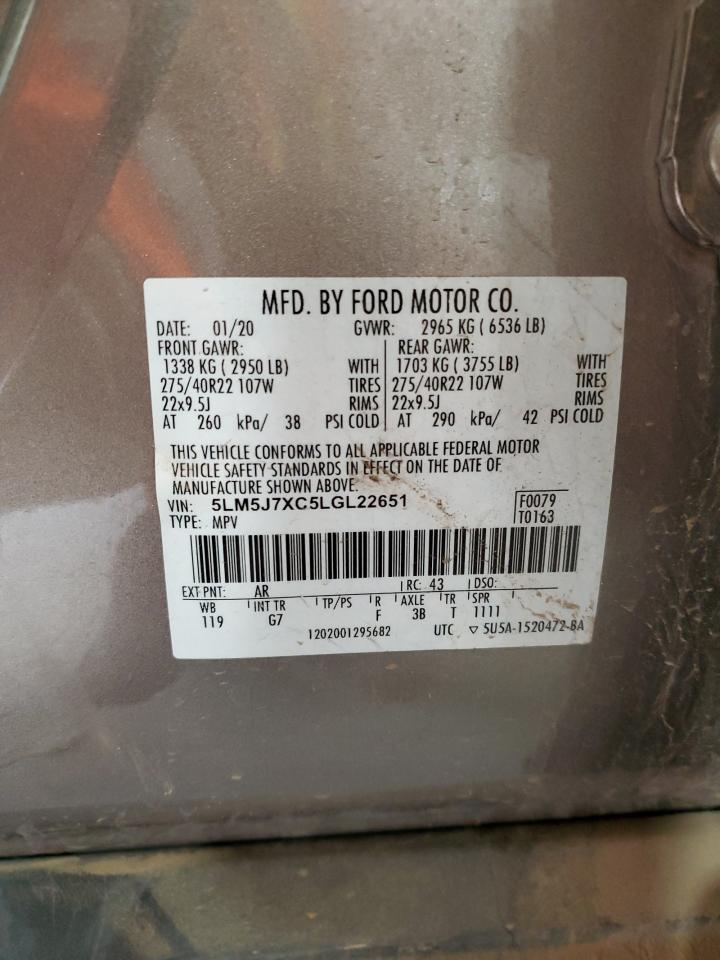 MFD. BY FORD MOTOR CO.
DATE: 01/20 GVWR: 2965 KG ( 6536 LB)
FRONT GAWR: REAR GAWR:
1338 KG ( 2950 LB) WITH 1703 KG ( 3755 LB) WITH
275/40R22 107W TIRES 275/40R22 107W TIRES
22x9.5J RIMS 22x9.5J RIMS
AT 260 kPa/ 38 PSI COLD AT 290 kPa/ 42 PSI COLD
THIS VEHICLE CONFORMS TO ALL APPLICABLE FEDERAL MOTOR
VEHICLE SAFETY STANDARDS IN EFFECT ON THE DATE OF
MANUFACTURE SHOWN ABOVE.
VIN: 5LM5J7XC5LGL22651 F0079
TYPE: MPV T0163
EXT PNT: AR RC: 43 DSO:
WB INT TR TP/PS R AXLE TR SPR
119 G7 F 3B T 1111
1202001295682 UTC ▽ 5U5A-1520472-BA